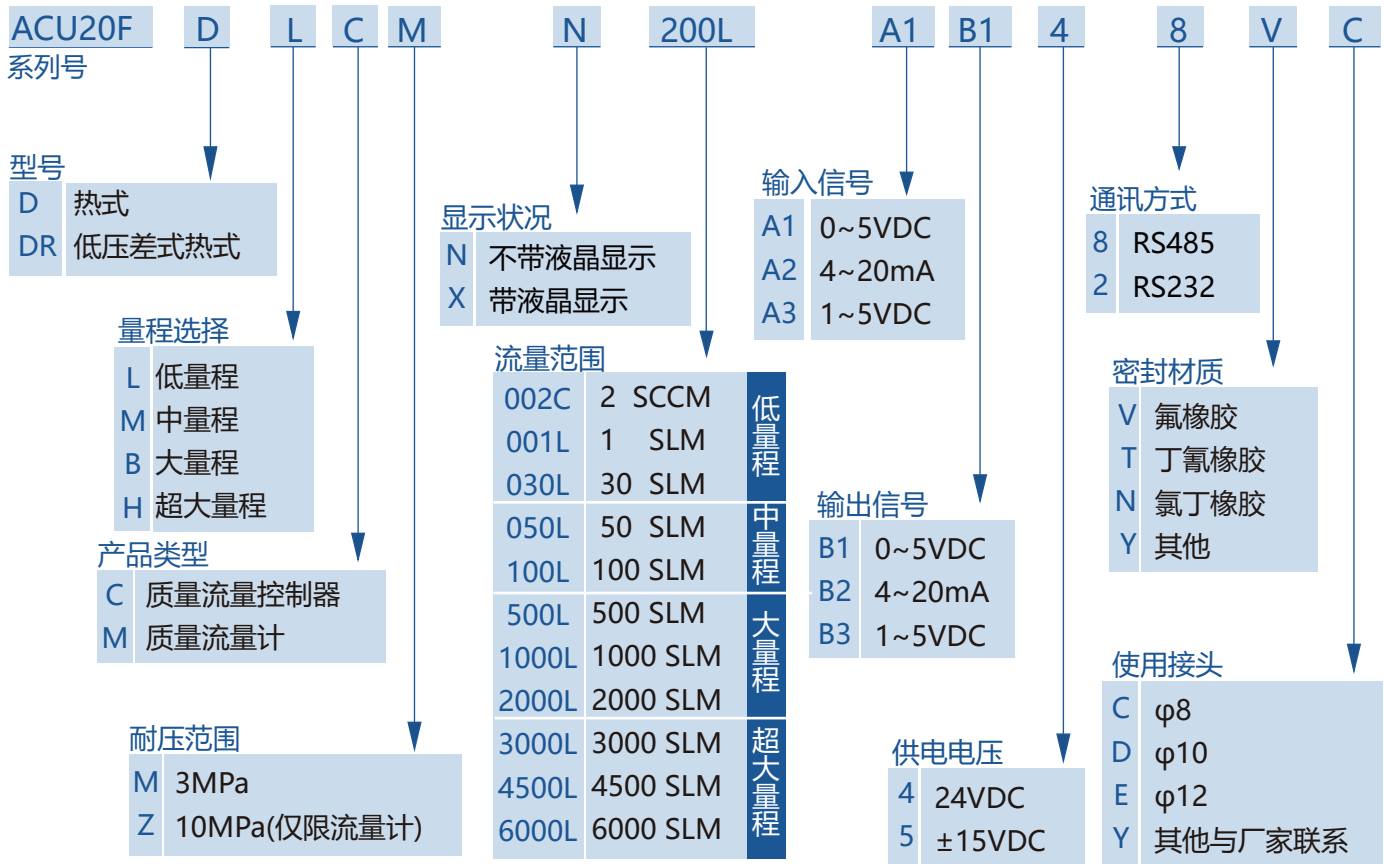 ACU20F D L C M N 200L A1 B1 4 8 V C
系列号
型号
D 热式
DR 低压差式热式
量程选择
L 低量程
M 中量程
B 大量程
H 超大量程
产品类型
C 质量流量控制器
M 质量流量计
耐压范围
M 3MPa
Z 10MPa(仅限流量计)
显示状况
N 不带液晶显示
X 带液晶显示
流量范围
002C 2 SCCM
001L 1 SLM
030L 30 SLM
低量程
050L 50 SLM
100L 100 SLM
中量程
500L 500 SLM
1000L 1000 SLM
2000L 2000 SLM
大量程
3000L 3000 SLM
4500L 4500 SLM
6000L 6000 SLM
超大量程
输入信号
A1 0~5VDC
A2 4~20mA
A3 1~5VDC
输出信号
B1 0~5VDC
B2 4~20mA
B3 1~5VDC
供电电压
4 24VDC
5 ±15VDC
通讯方式
8 RS485
2 RS232
密封材质
V 氟橡胶
T 丁氰橡胶
N 氯丁橡胶
Y 其他
使用接头
C φ8
D φ10
E φ12
Y 其他与厂家联系